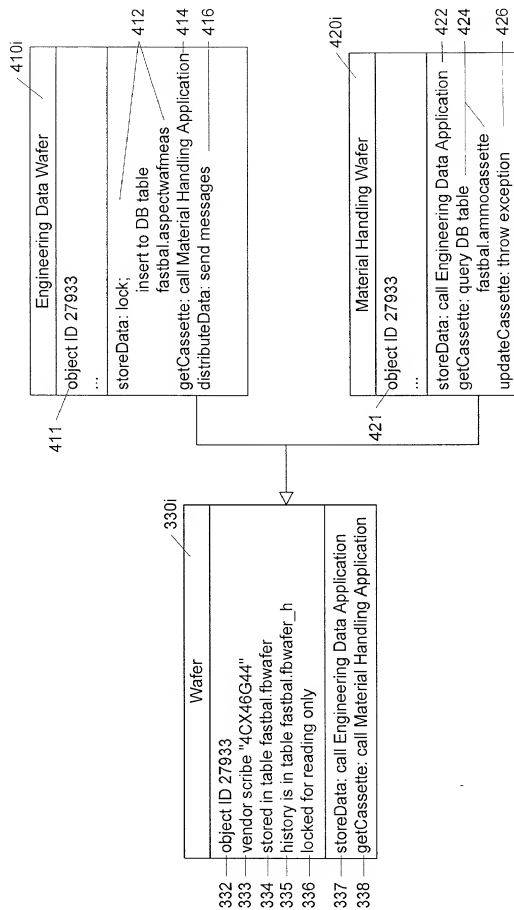 330i
Wafer
332 object ID 27933
333 vendor scribe "4CX46G44"
334 stored in table fastbal.fbwafer
335 history is in table fastbal.fbwafer_h
336 locked for reading only
337 storeData: call Engineering Data Application
338 getCassette: call Material Handling Application
410i
Engineering Data Wafer
411 object ID 27933
...
storeData: lock; 412
insert to DB table
fastbal.aspectwafmeas
getCassette: call Material Handling Application 414
distributeData: send messages 416
420i
Material Handling Wafer
421 object ID 27933
...
storeData: call Engineering Data Application 422
getCassette: query DB table 424
fastbal.ammocassette
updateCassette: throw exception 426